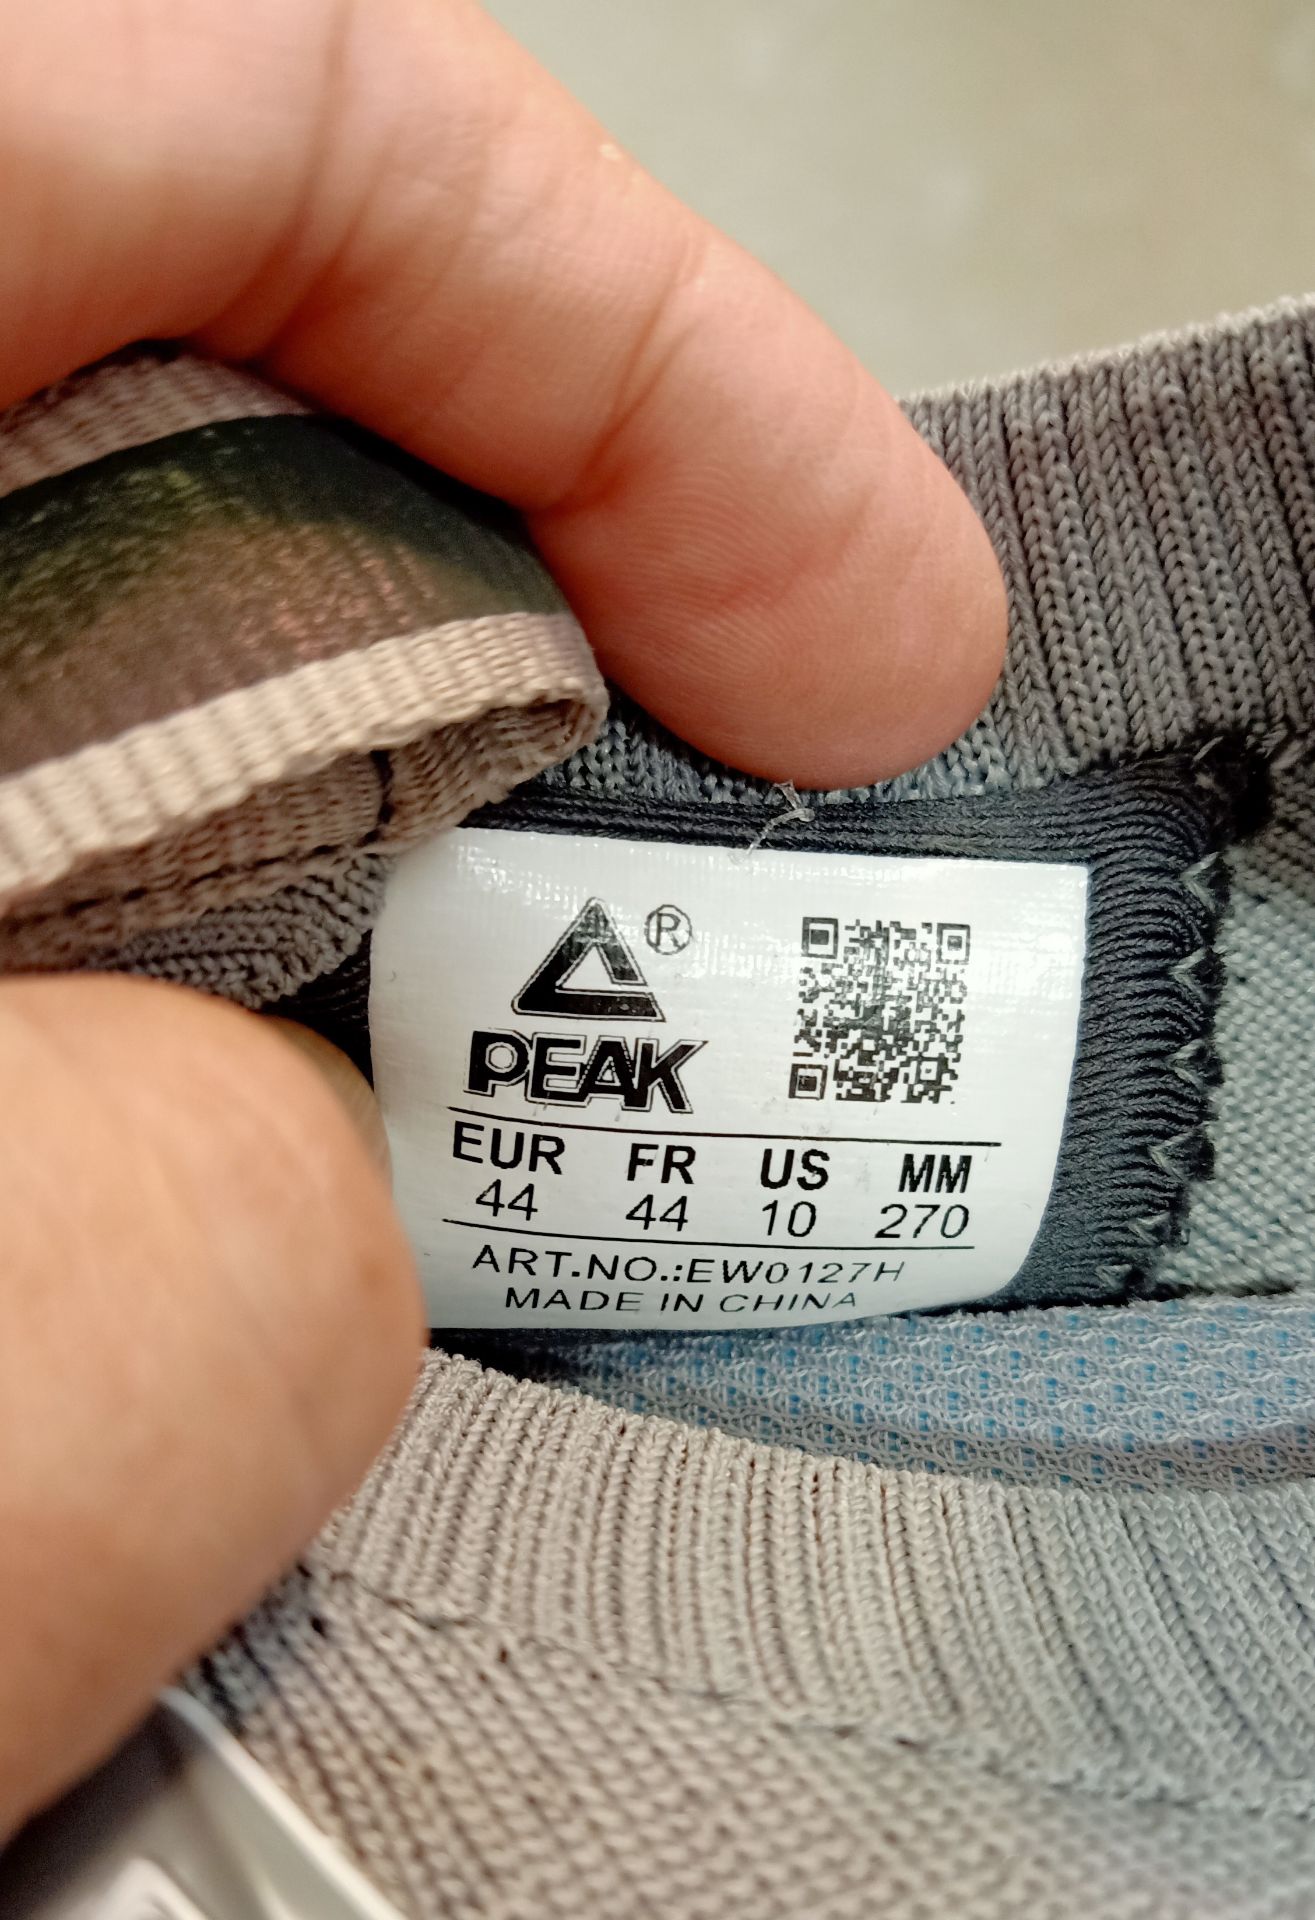 ®
PEAK
EUR FR US MM
44 44 10 270
ART.NO.:EW0127H
MADE IN CHINA